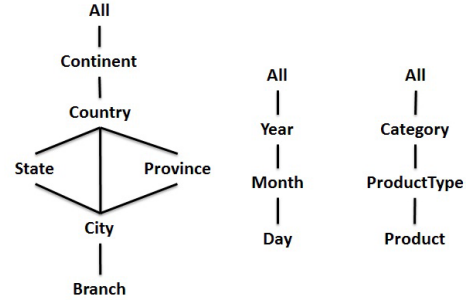 All
Continent
Country
State
Province
City
Branch
All
Year
Month
Day
All
Category
ProductType
Product